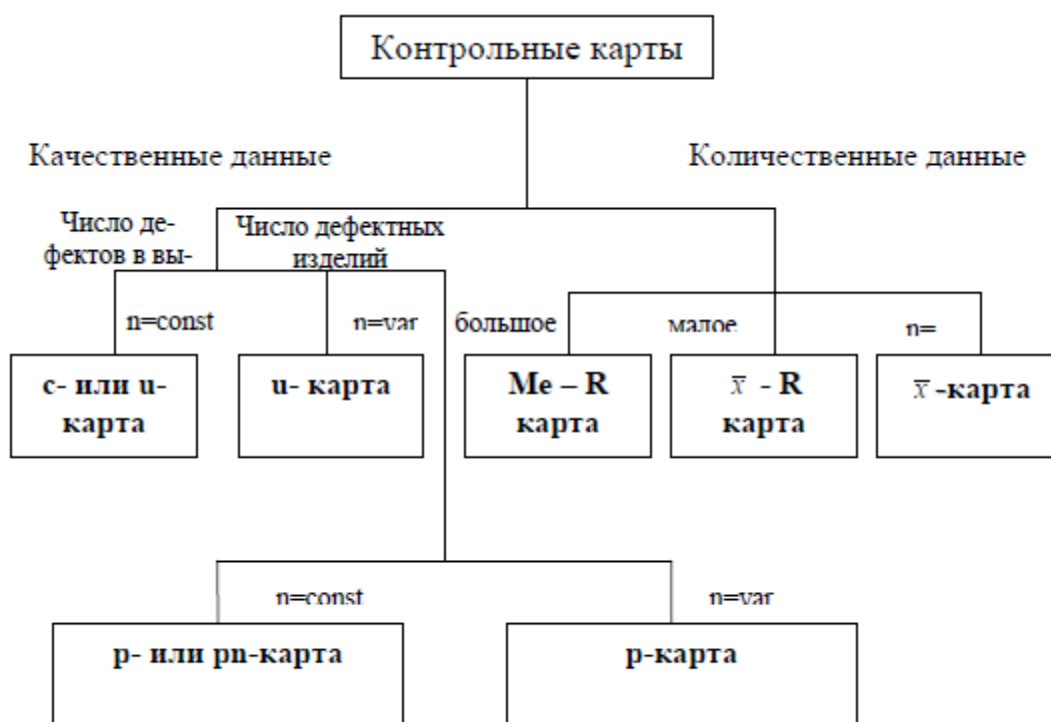 Контрольные карты
Качественные данные
Количественные данные
Число де-
фектов в вы-
Число дефектных
изделий
n=const
n=var
большое
малое
n=
c- или u-
карта
u- карта
Me – R
карта
x̅ - R
карта
x̅ -карта
n=const
n=var
p- или pn-карта
p-карта